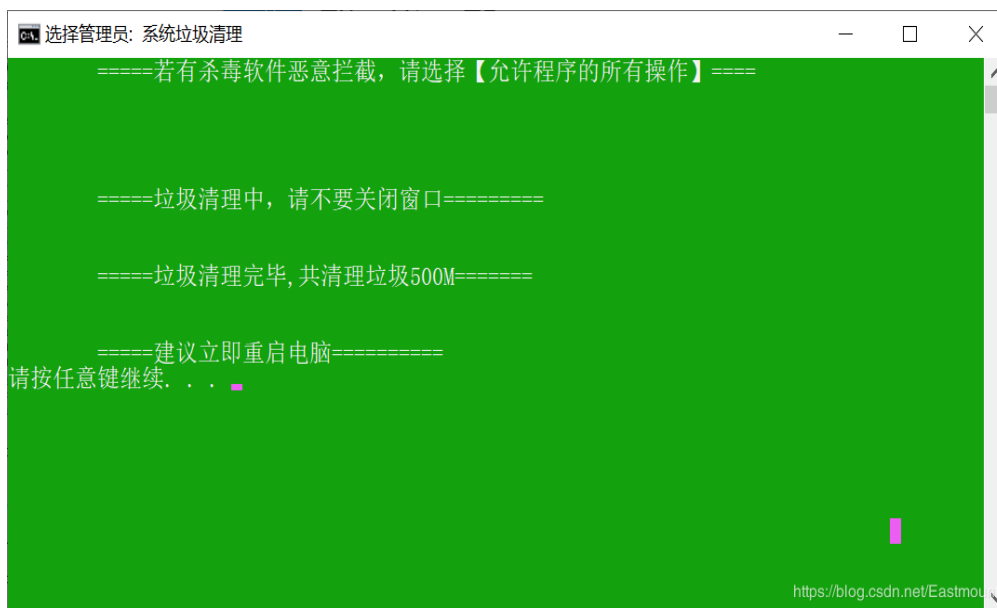 选择管理员: 系统垃圾清理
=====若有杀毒软件恶意拦截，请选择【允许程序的所有操作】====
=====垃圾清理中，请不要关闭窗口=========
=====垃圾清理完毕,共清理垃圾500M=======
=====建议立即重启电脑==========
请按任意键继续. . .
https://blog.csdn.net/Eastmou